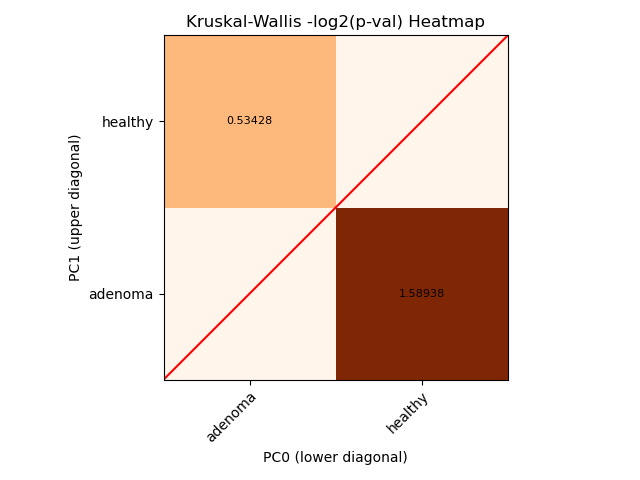 Kruskal-Wallis -log2(p-val) Heatmap
PC1 (upper diagonal)
healthy
0.53428
adenoma
1.58938
adenoma
healthy
PC0 (lower diagonal)